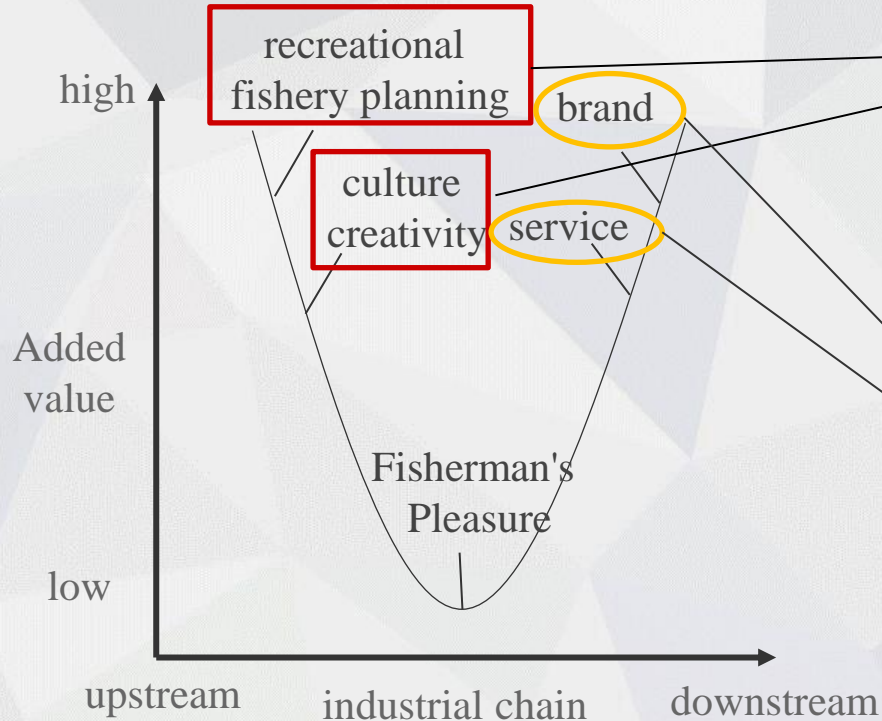 recreational
fishery planning
high
brand
culture
creativity
service
Added
value
Fisherman's
Pleasure
low
upstream
industrial chain
downstream